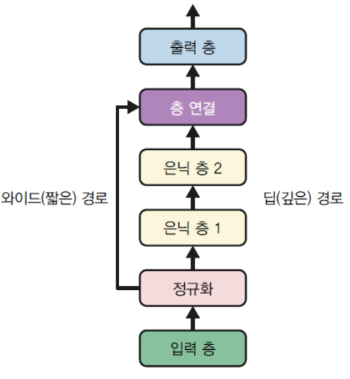 출력 층
층 연결
은닉 층 2
와이드(짧은) 경로
딥(깊은) 경로
은닉 층 1
정규화
입력 층